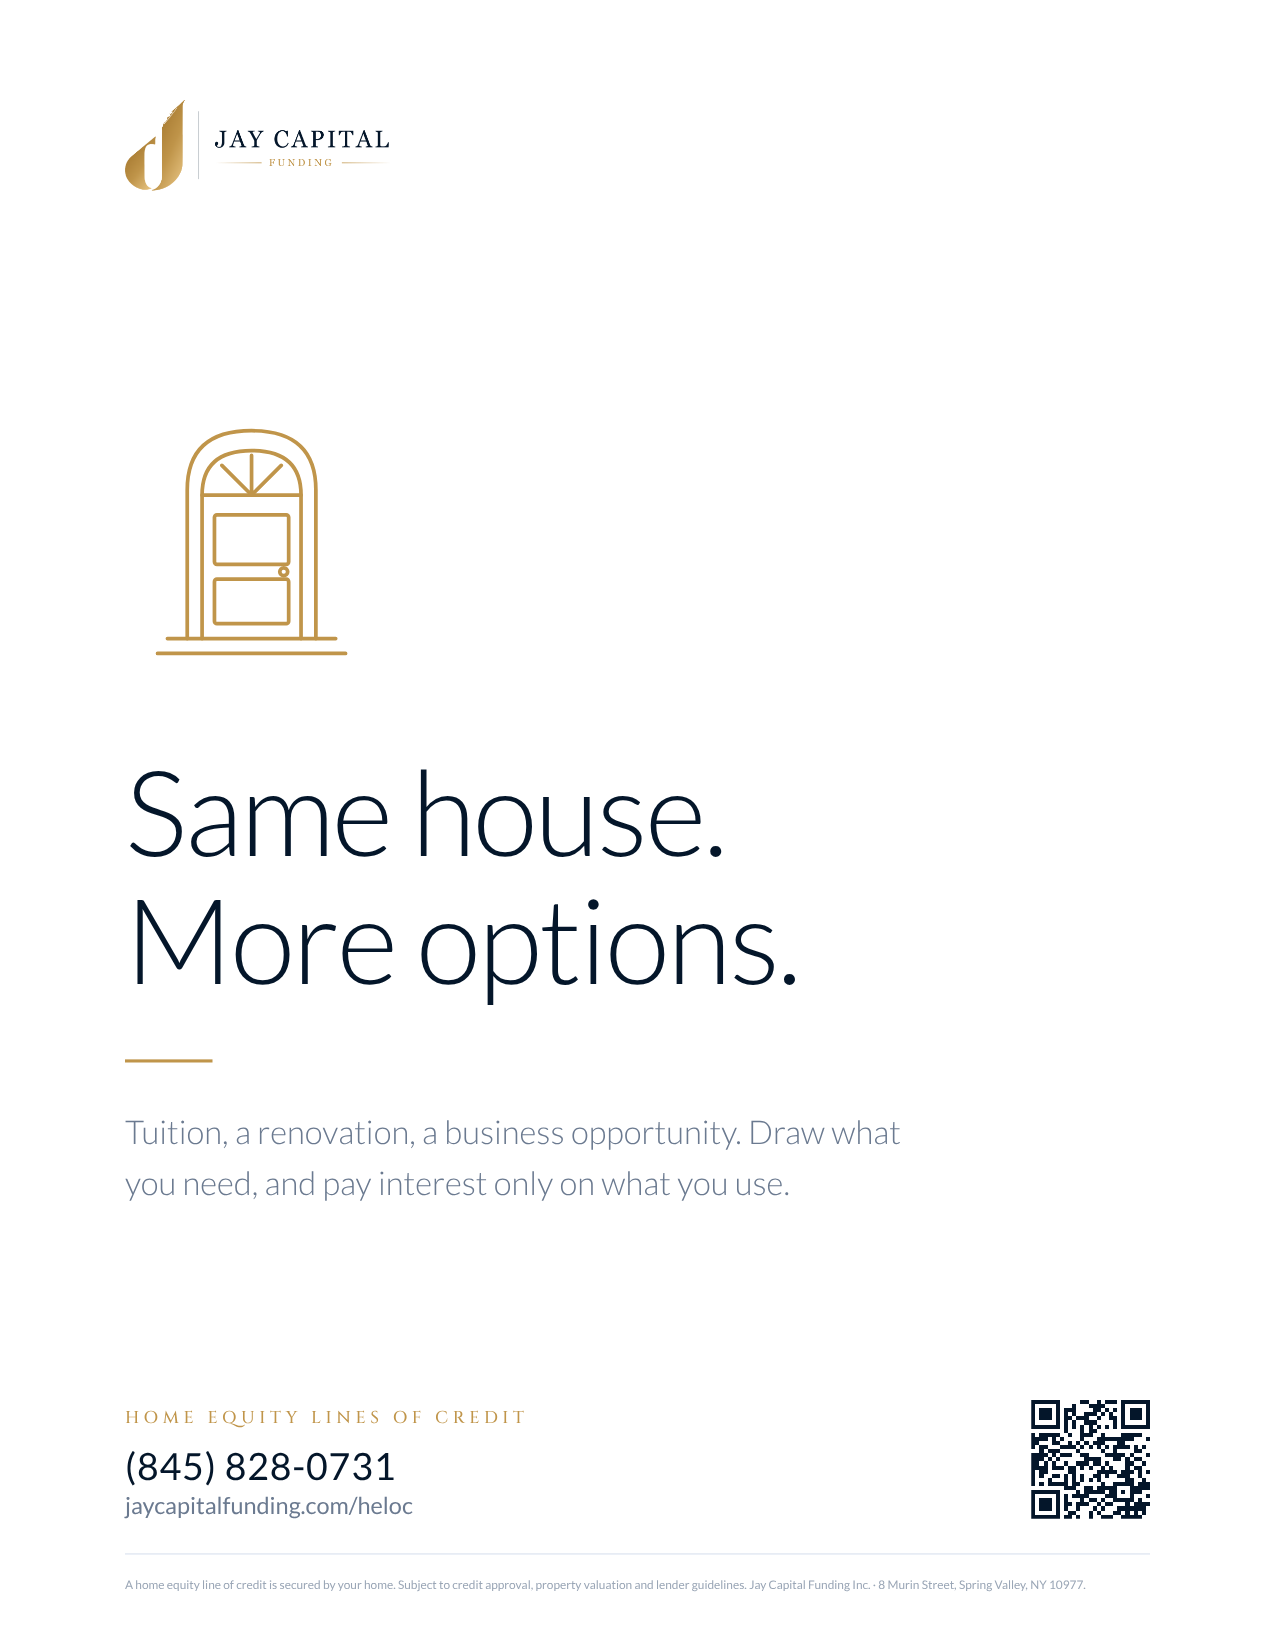 JAY CAPITAL
FUNDING
Same house.
More options.
Tuition, a renovation, a business opportunity. Draw what
you need, and pay interest only on what you use.
HOME EQUITY LINES OF CREDIT
(845) 828-0731
jaycapitalfunding.com/heloc
A home equity line of credit is secured by your home. Subject to credit approval, property valuation and lender guidelines. Jay Capital Funding Inc. · 8 Murin Street, Spring Valley, NY 10977.